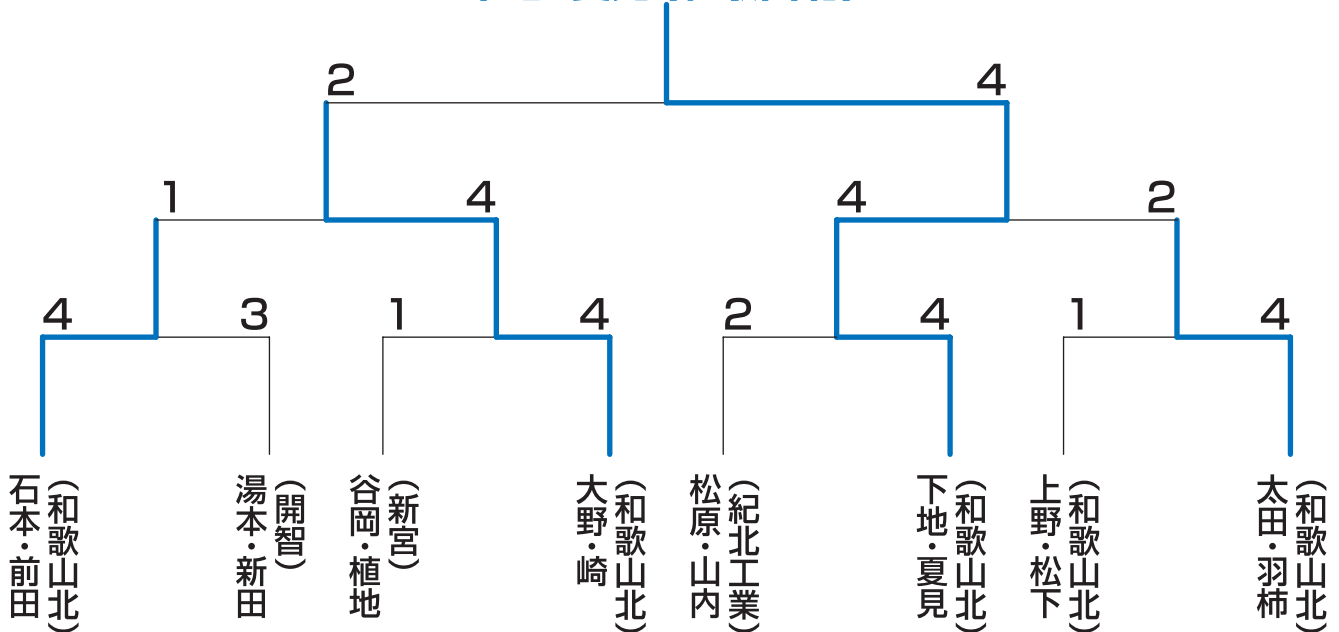 2 4
1 4 4 2
4 3 1 4 2 4 1 4
石本・前田
（和歌山北）
湯本・新田
（開智）
谷岡・植地
（新宮）
大野・崎
（和歌山北）
松原・山内
（紀北工業）
下地・夏見
（和歌山北）
上野・松下
（和歌山北）
太田・羽柿
（和歌山北）